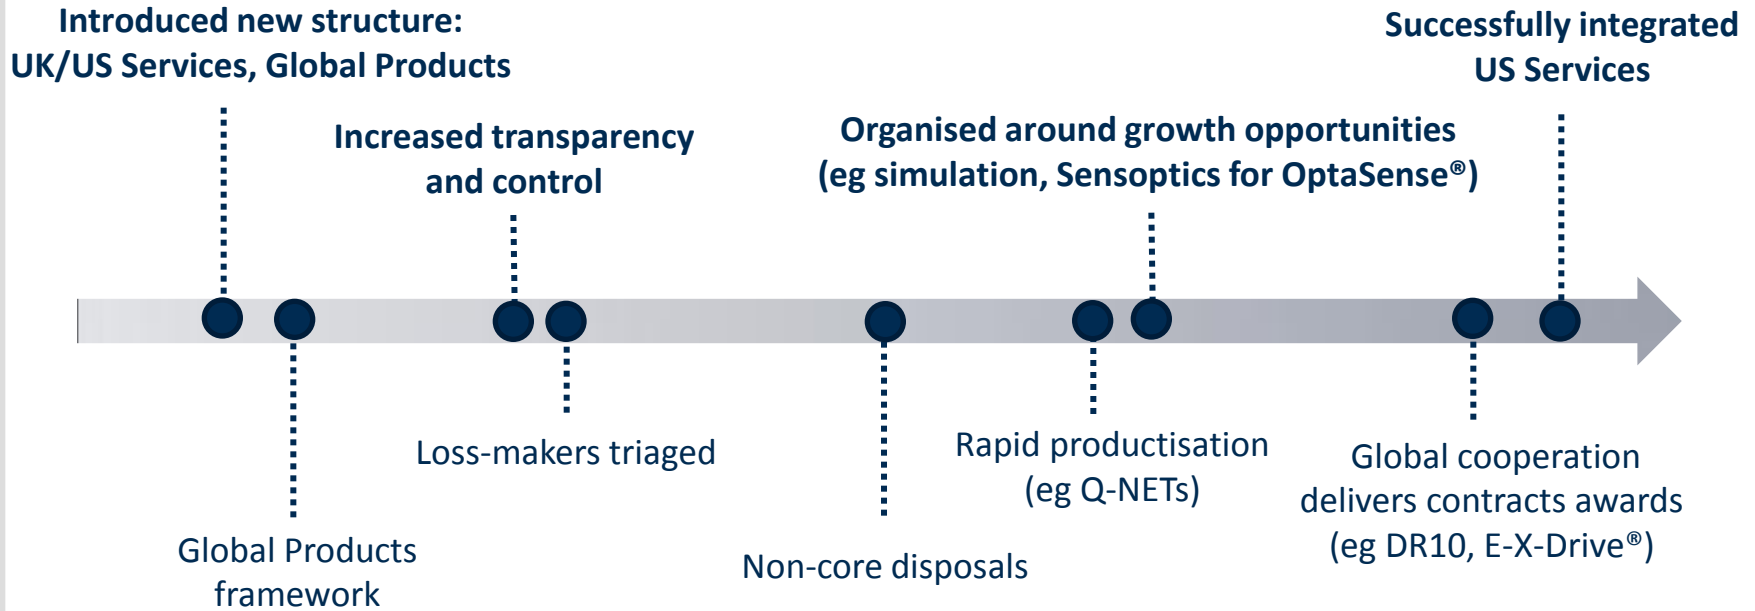 Introduced new structure:
UK/US Services, Global Products
Successfully integrated
US Services
Increased transparency
and control
Organised around growth opportunities
(eg simulation, Sensoptics for OptaSense®)
Loss-makers triaged
Rapid productisation
(eg Q-NETs)
Global cooperation
delivers contracts awards
(eg DR10, E-X-Drive®)
Global Products
framework
Non-core disposals